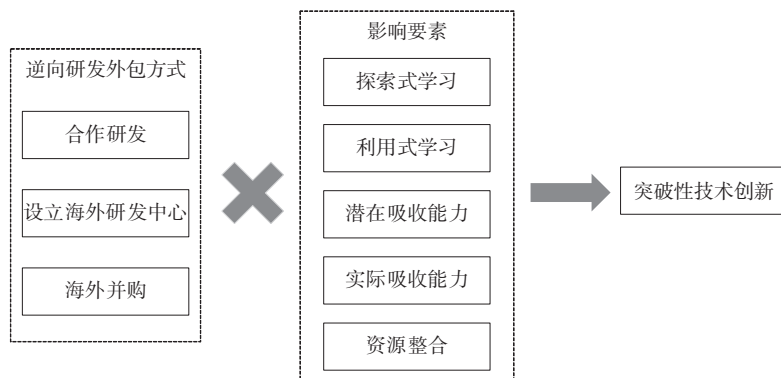 逆向研发外包方式
合作研发
设立海外研发中心
海外并购
影响要素
探索式学习
利用式学习
潜在吸收能力
实际吸收能力
资源整合
突破性技术创新